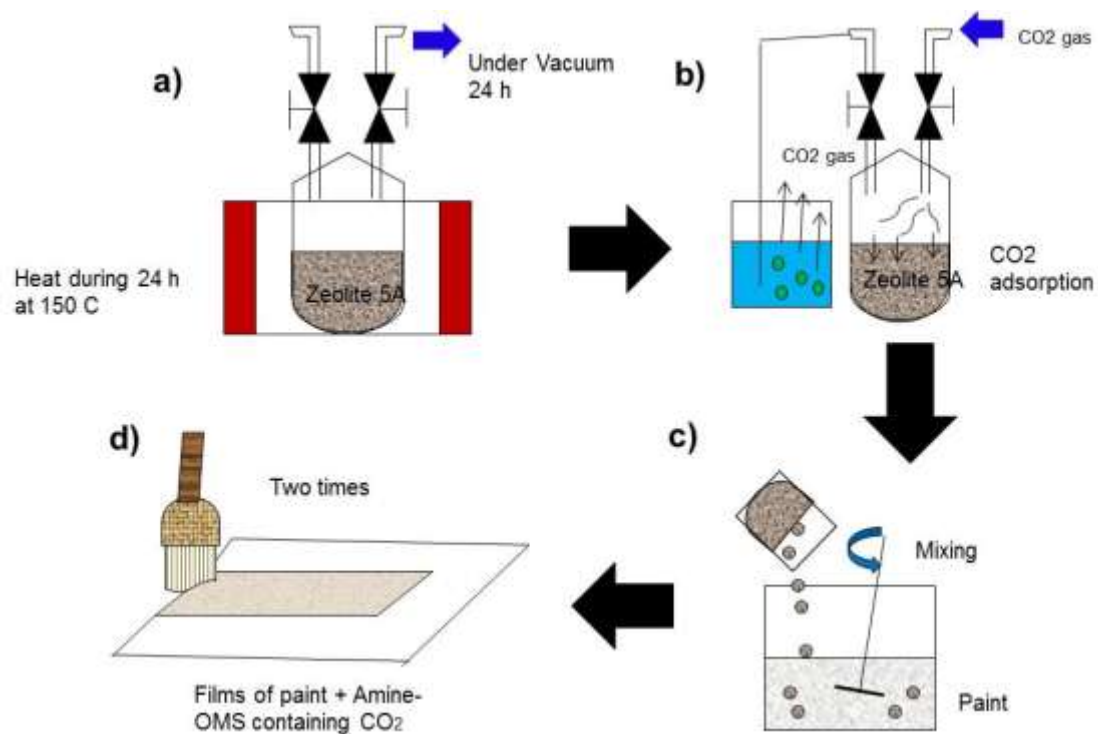 a)
Under Vacuum
24 h
Heat during 24 h
at 150 C
Zeolite 5A
b)
CO2 gas
CO2 gas
Zeolite 5A
CO2
adsorption
c)
Mixing
Paint
d)
Two times
Films of paint + Amine-
OMS containing CO₂